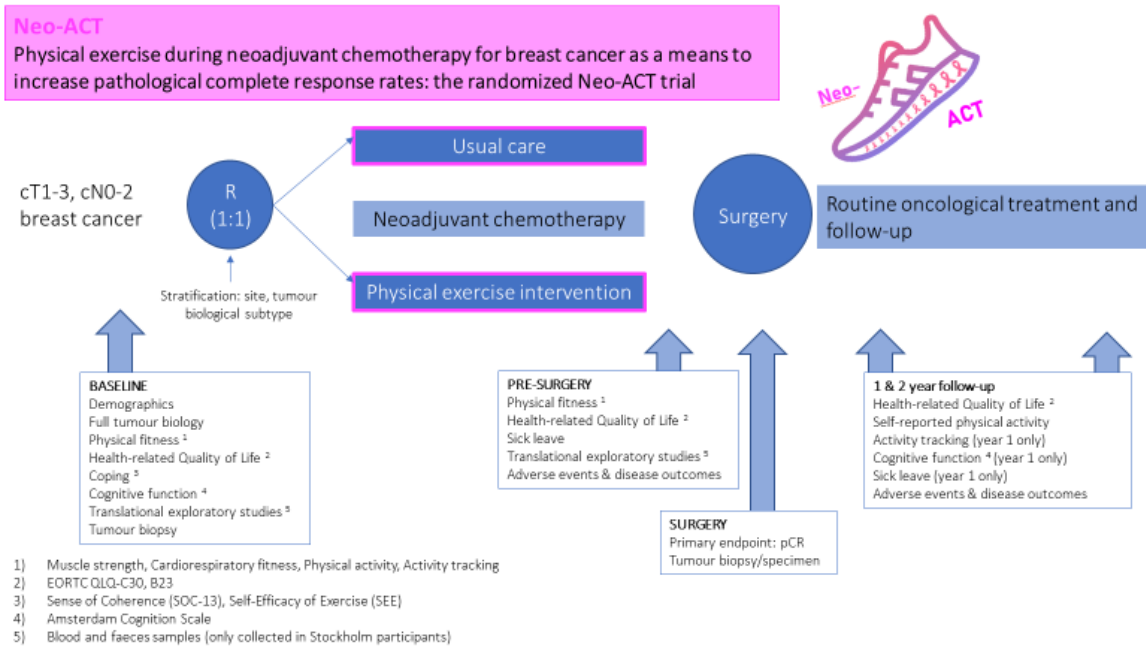 Neo-ACT
Physical exercise during neoadjuvant chemotherapy for breast cancer as a means to
increase pathological complete response rates: the randomized Neo-ACT trial
Neo-
ACT
cT1-3, cN0-2
breast cancer
R
(1:1)
Stratification: site, tumour
biological subtype
Usual care
Neoadjuvant chemotherapy
Physical exercise intervention
Surgery
Routine oncological treatment and
follow-up
BASELINE
Demographics
Full tumour biology
Physical fitness ¹
Health-related Quality of Life ²
Coping ³
Cognitive function ⁴
Translational exploratory studies ⁵
Tumour biopsy
PRE-SURGERY
Physical fitness ¹
Health-related Quality of Life ²
Sick leave
Translational exploratory studies ⁵
Adverse events & disease outcomes
SURGERY
Primary endpoint: pCR
Tumour biopsy/specimen
1 & 2 year follow-up
Health-related Quality of Life ²
Self-reported physical activity
Activity tracking (year 1 only)
Cognitive function ⁴ (year 1 only)
Sick leave (year 1 only)
Adverse events & disease outcomes
1) Muscle strength, Cardiorespiratory fitness, Physical activity, Activity tracking
2) EORTC QLQ-C30, B23
3) Sense of Coherence (SOC-13), Self-Efficacy of Exercise (SEE)
4) Amsterdam Cognition Scale
5) Blood and faeces samples (only collected in Stockholm participants)